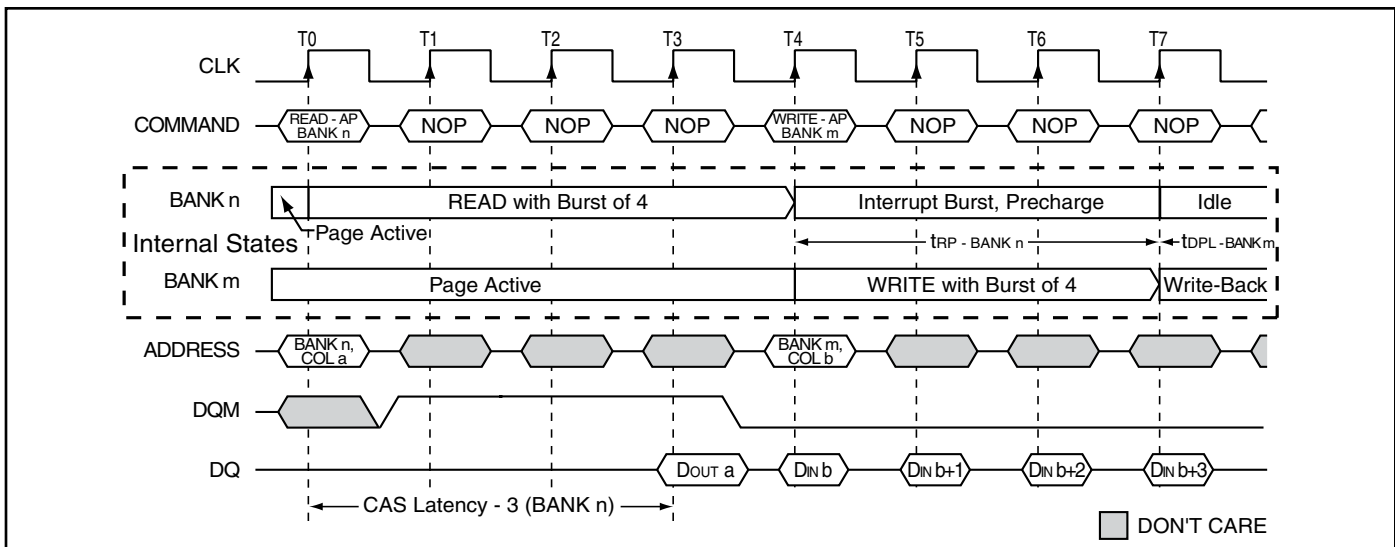 T0 T1 T2 T3 T4 T5 T6 T7
CLK
COMMAND READ - AP BANK n NOP NOP NOP WRITE - AP BANK m NOP NOP NOP
BANK n READ with Burst of 4 Interrupt Burst, Precharge Idle
Internal States Page Active tRP - BANK n tDPL - BANK m
BANK m Page Active WRITE with Burst of 4 Write-Back
ADDRESS BANK n, COL a BANK m, COL b
DQM
DQ DOUT a DIN b DIN b+1 DIN b+2 DIN b+3
CAS Latency - 3 (BANK n)
DON'T CARE